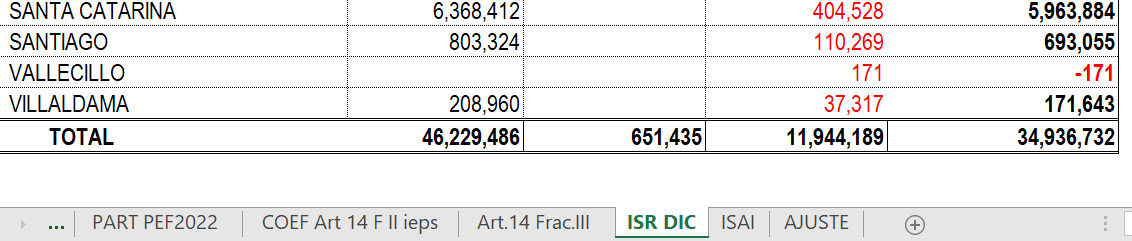 SANTA CATARINA 6,368,412 404,528 5,963,884
SANTIAGO 803,324 110,269 693,055
VALLECILLO 171 -171
VILLALDAMA 208,960 37,317 171,643
TOTAL 46,229,486 651,435 11,944,189 34,936,732
... PART PEF2022 COEF Art 14 F II ieps Art.14 Frac.III ISR DIC ISAI AJUSTE